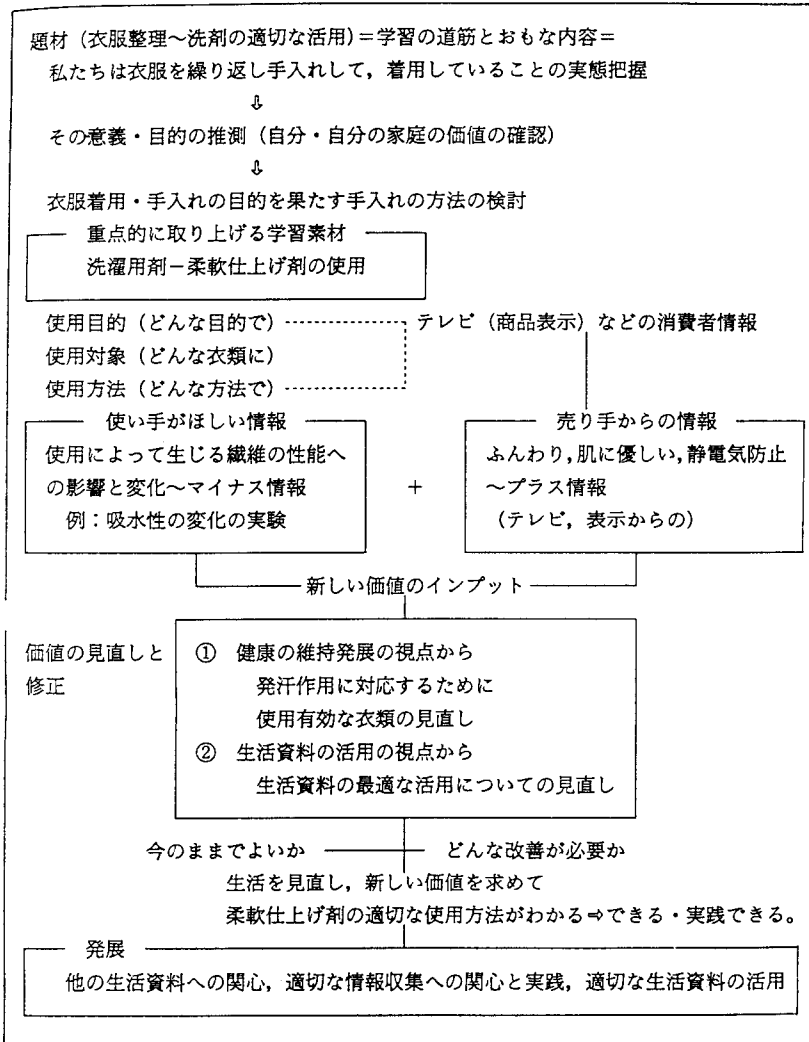 題材（衣服整理～洗剤の適切な活用）＝学習の道筋とおもな内容＝
私たちは衣服を繰り返し手入れして，着用していることの実態把握
⇩
その意義・目的の推測（自分・自分の家庭の価値の確認）
⇩
衣服着用・手入れの目的を果たす手入れの方法の検討
重点的に取り上げる学習素材
洗濯用剤－柔軟仕上げ剤の使用
使用目的（どんな目的で） テレビ（商品表示）などの消費者情報
使用対象（どんな衣類に）
使用方法（どんな方法で）
使い手がほしい情報
使用によって生じる繊維の性能へ
の影響と変化～マイナス情報
例：吸水性の変化の実験
＋
売り手からの情報
ふんわり，肌に優しい，静電気防止
～プラス情報
（テレビ，表示からの）
新しい価値のインプット
価値の見直しと
修正
① 健康の維持発展の視点から
発汗作用に対応するために
使用有効な衣類の見直し
② 生活資料の活用の視点から
生活資料の最適な活用についての見直し
今のままでよいか どんな改善が必要か
生活を見直し，新しい価値を求めて
柔軟仕上げ剤の適切な使用方法がわかる⇨できる・実践できる。
発展
他の生活資料への関心，適切な情報収集への関心と実践，適切な生活資料の活用